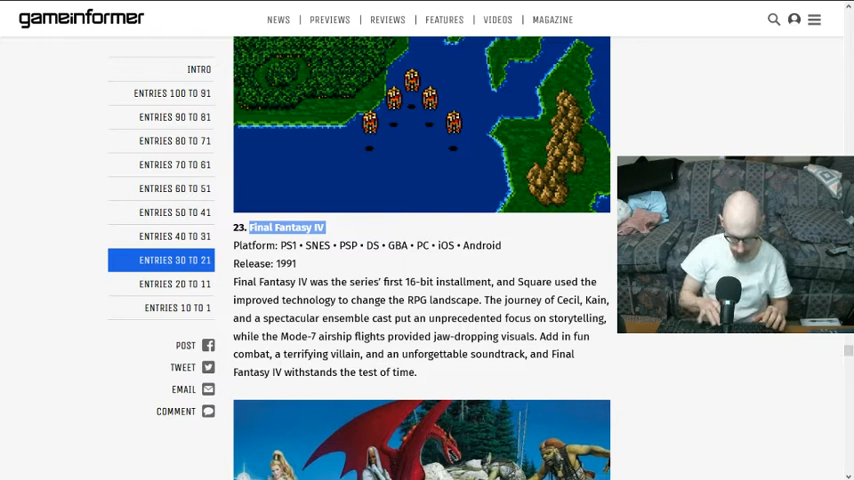 gameinformer
NEWS | PREVIEWS | REVIEWS | FEATURES | VIDEOS | MAGAZINE
INTRO
ENTRIES 100 TO 91
ENTRIES 90 TO 81
ENTRIES 80 TO 71
ENTRIES 70 TO 61
ENTRIES 60 TO 51
ENTRIES 50 TO 41
ENTRIES 40 TO 31
ENTRIES 30 TO 21
ENTRIES 20 TO 11
ENTRIES 10 TO 1
POST
TWEET
EMAIL
COMMENT
23. Final Fantasy IV
Platform: PS1 • SNES • PSP • DS • GBA • PC • iOS • Android
Release: 1991
Final Fantasy IV was the series' first 16-bit installment, and Square used the
improved technology to change the RPG landscape. The journey of Cecil, Kain,
and a spectacular ensemble cast put an unprecedented focus on storytelling,
while the Mode-7 airship flights provided jaw-dropping visuals. Add in fun
combat, a terrifying villain, and an unforgettable soundtrack, and Final
Fantasy IV withstands the test of time.